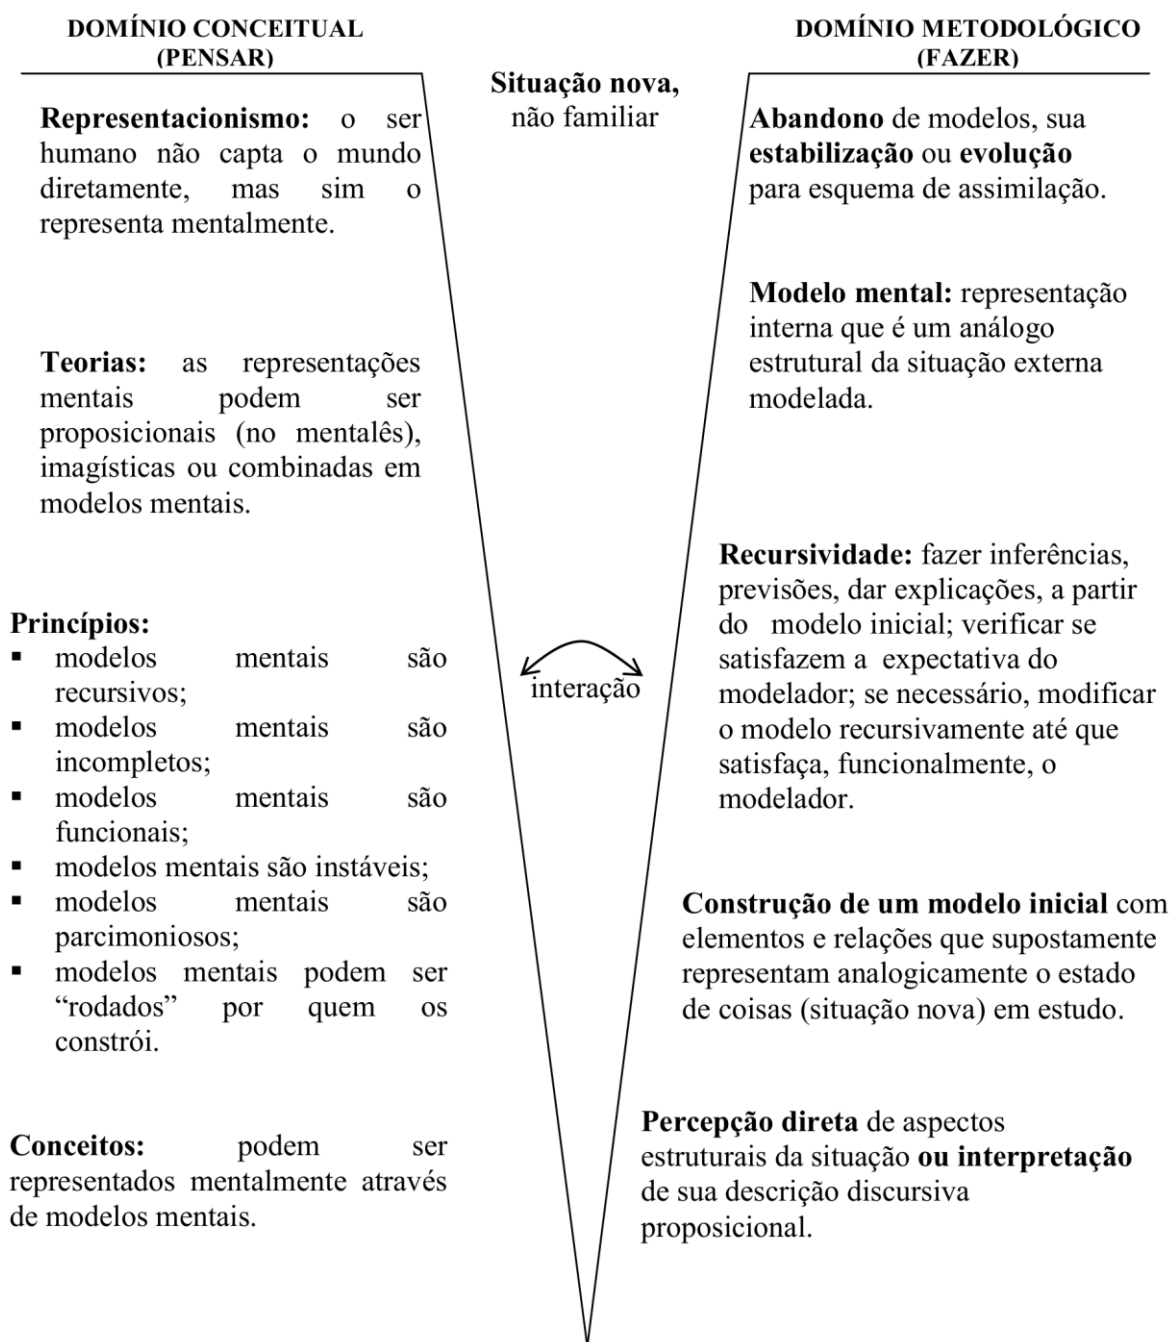 DOMÍNIO CONCEITUAL
(PENSAR)
Representacionismo: o ser
humano não capta o mundo
diretamente, mas sim o
representa mentalmente.
Teorias: as representações
mentais podem ser
proposicionais (no mentalês),
imagísticas ou combinadas em
modelos mentais.
Princípios:
▪ modelos mentais são
recursivos;
▪ modelos mentais são
incompletos;
▪ modelos mentais são
funcionais;
▪ modelos mentais são instáveis;
▪ modelos mentais são
parcimoniosos;
▪ modelos mentais podem ser
“rodados” por quem os
constrói.
Conceitos: podem ser
representados mentalmente através
de modelos mentais.
Situação nova,
não familiar
interação
DOMÍNIO METODOLÓGICO
(FAZER)
Abandono de modelos, sua
estabilização ou evolução
para esquema de assimilação.
Modelo mental: representação
interna que é um análogo
estrutural da situação externa
modelada.
Recursividade: fazer inferências,
previsões, dar explicações, a partir
do modelo inicial; verificar se
satisfazem a expectativa do
modelador; se necessário, modificar
o modelo recursivamente até que
satisfaça, funcionalmente, o
modelador.
Construção de um modelo inicial com
elementos e relações que supostamente
representam analogicamente o estado
de coisas (situação nova) em estudo.
Percepção direta de aspectos
estruturais da situação ou interpretação
de sua descrição discursiva
proposicional.